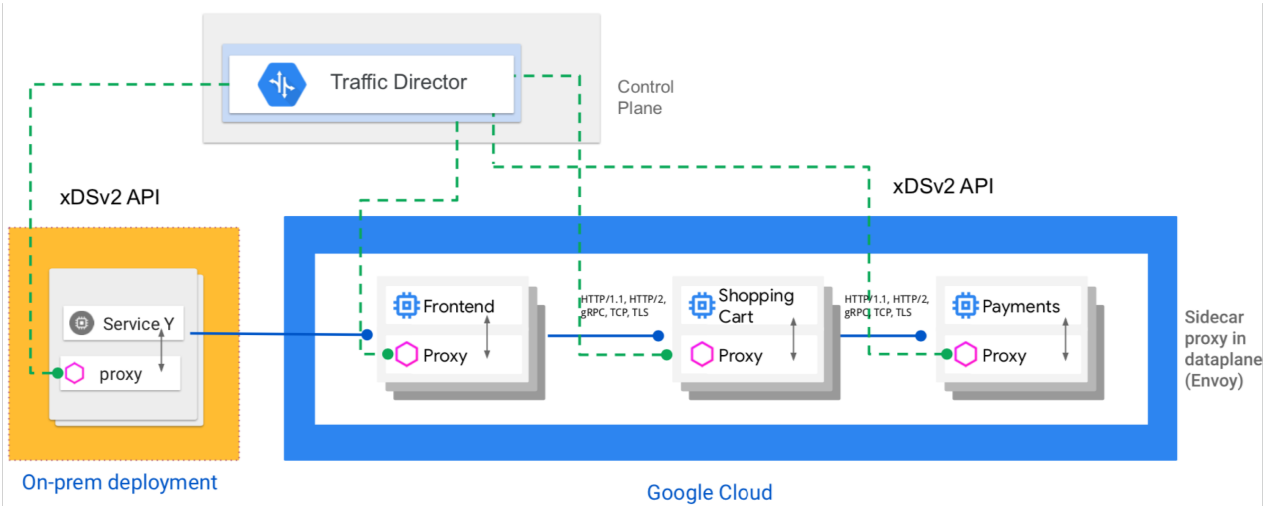 Traffic Director
Control
Plane
xDSv2 API
xDSv2 API
Service Y
proxy
Frontend
Proxy
HTTP/1.1, HTTP/2,
gRPC, TCP, TLS
Shopping
Cart
Proxy
HTTP/1.1, HTTP/2,
gRPC, TCP, TLS
Payments
Proxy
Sidecar
proxy in
dataplane
(Envoy)
On-prem deployment
Google Cloud